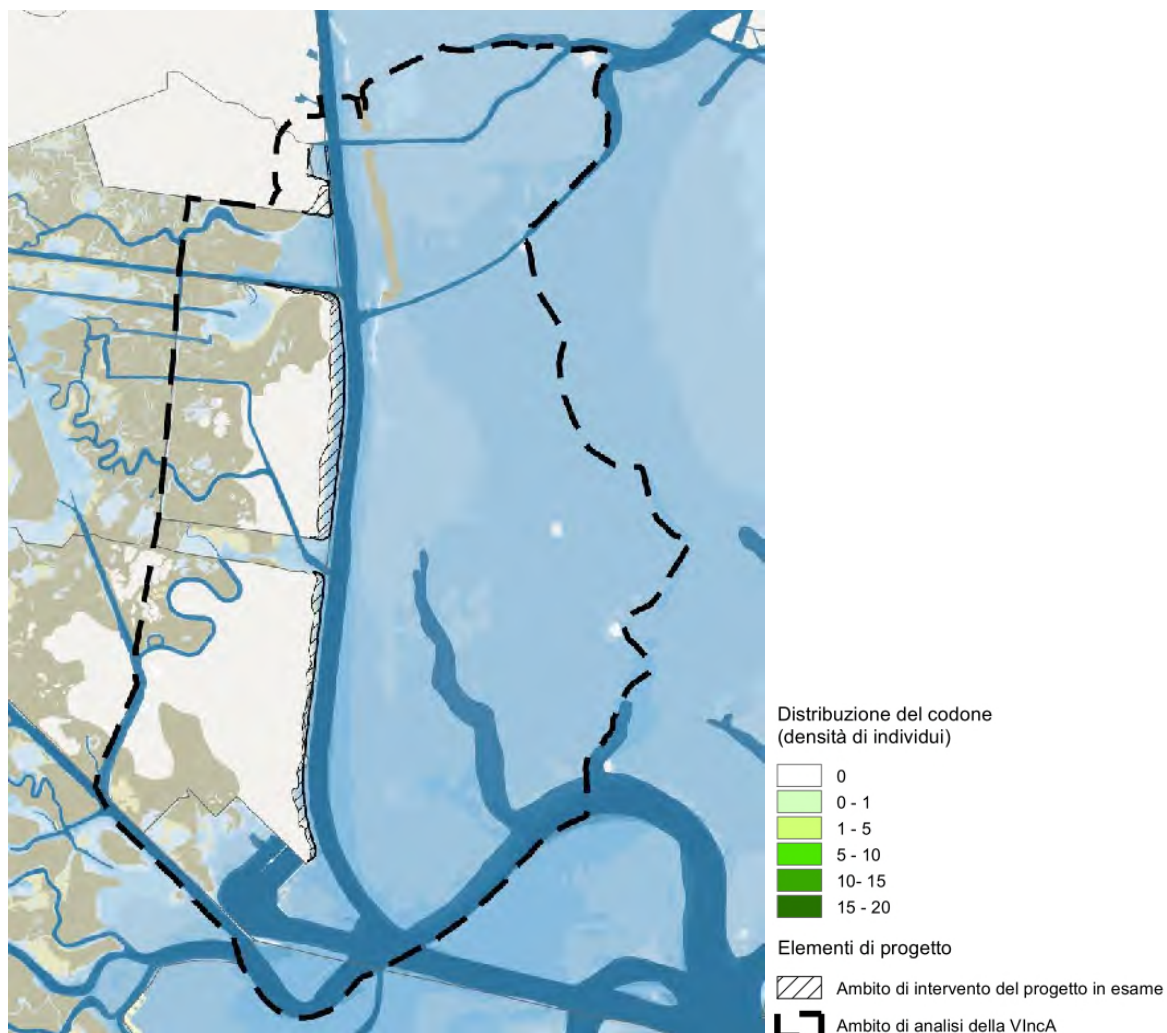 Distribuzione del codone
(densità di individui)
0
0 - 1
1 - 5
5 - 10
10- 15
15 - 20
Elementi di progetto
Ambito di intervento del progetto in esame
Ambito di analisi della VIncA